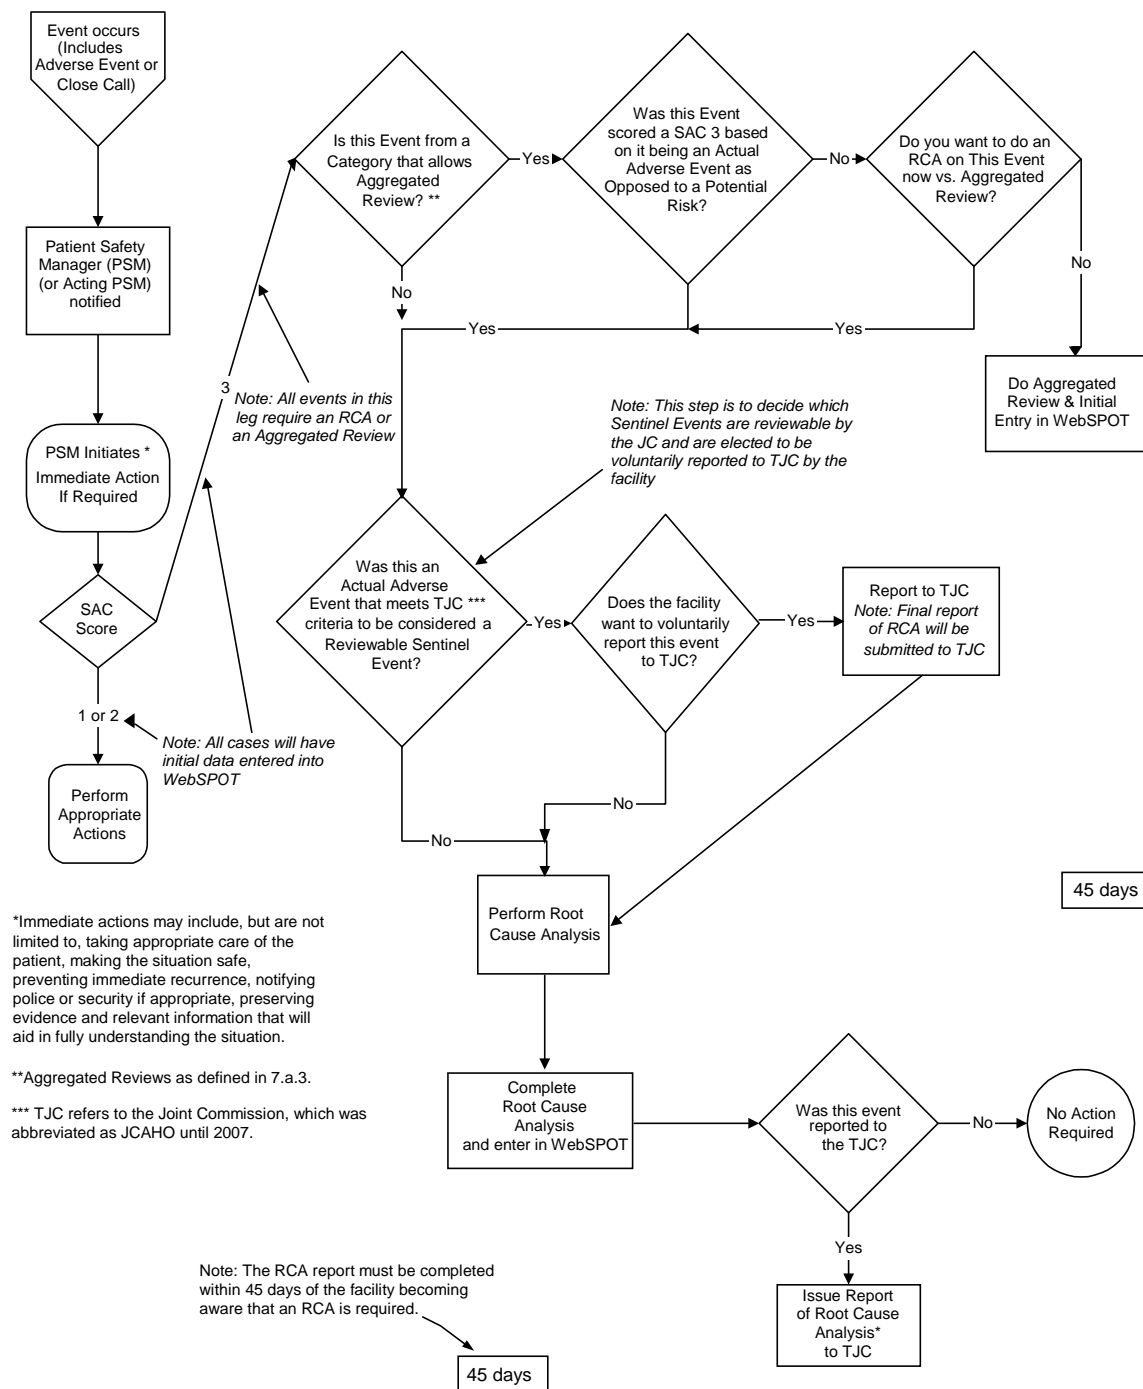 Event occurs
(Includes
Adverse Event or
Close Call)
Patient Safety
Manager (PSM)
(or Acting PSM)
notified
PSM Initiates *
Immediate Action
If Required
SAC
Score
1 or 2
Perform
Appropriate
Actions
3
Note: All cases will have
initial data entered into
WebSPOT
Note: All events in this
leg require an RCA or
an Aggregated Review
Is this Event from a
Category that allows
Aggregated
Review? **
Yes
No
Was this Event
scored a SAC 3 based
on it being an Actual
Adverse Event as
Opposed to a Potential
Risk?
No
Yes
Do you want to do an
RCA on This Event
now vs. Aggregated
Review?
No
Yes
Do Aggregated
Review & Initial
Entry in WebSPOT
Note: This step is to decide which
Sentinel Events are reviewable by
the JC and are elected to be
voluntarily reported to TJC by the
facility
Was this an
Actual Adverse
Event that meets TJC ***
criteria to be considered a
Reviewable Sentinel
Event?
Yes
No
Does the facility
want to voluntarily
report this event
to TJC?
Yes
No
Report to TJC
Note: Final report
of RCA will be
submitted to TJC
Perform Root
Cause Analysis
45 days
*Immediate actions may include, but are not
limited to, taking appropriate care of the
patient, making the situation safe,
preventing immediate recurrence, notifying
police or security if appropriate, preserving
evidence and relevant information that will
aid in fully understanding the situation.
**Aggregated Reviews as defined in 7.a.3.
*** TJC refers to the Joint Commission, which was
abbreviated as JCAHO until 2007.
Complete
Root Cause
Analysis
and enter in WebSPOT
Was this event
reported to
the TJC?
No
No Action
Required
Yes
Issue Report
of Root Cause
Analysis*
to TJC
Note: The RCA report must be completed
within 45 days of the facility becoming
aware that an RCA is required.
45 days